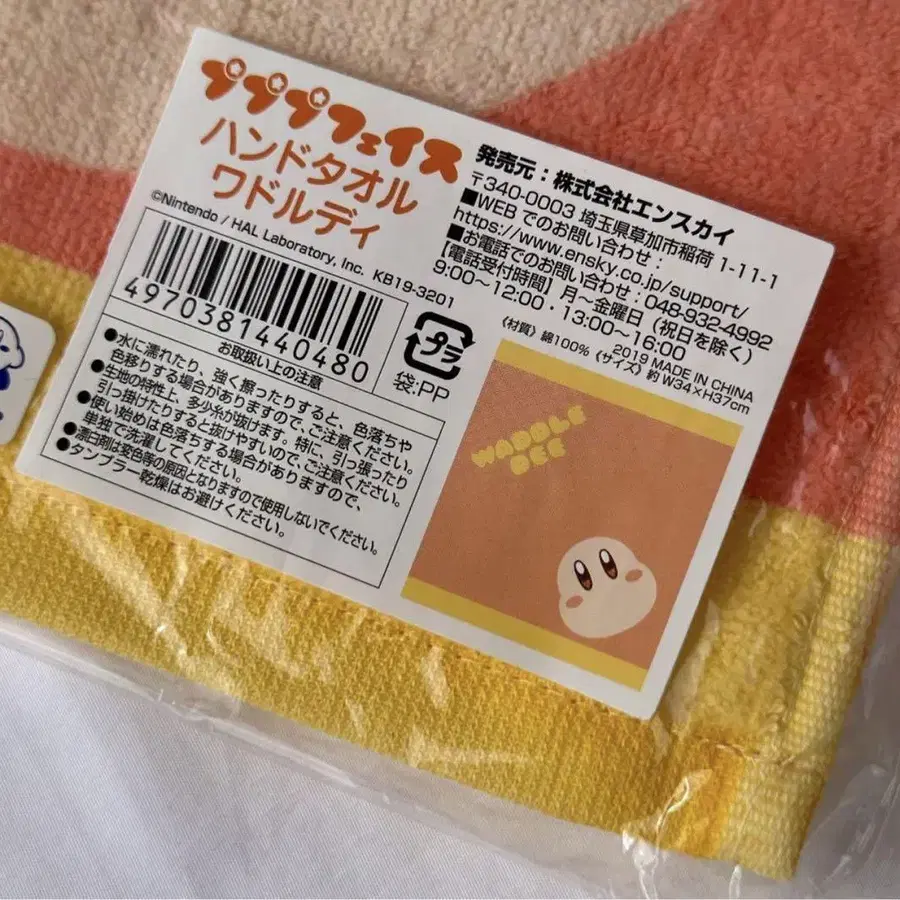 プププフェイス
ハンドタオル
ワドルディ
©Nintendo / HAL Laboratory, Inc. KB19-3201
4970381440480
プラ
袋:PP
お取扱い上の注意
●水に濡れたり、強く擦ったりすると、色落ちや
色移りする場合がありますので、ご注意ください。
●生地の特性上、多少糸が抜けます。特に、引っ張ったり
引っ掛けたりすると抜けやすいので、ご注意ください。
●使い始めは色落ちする場合がありますので、
単独で洗濯してください。
●漂白剤は変色等の原因となりますので使用しないでください。
●タンブラー乾燥はお避けください。
発売元:株式会社エンスカイ
〒340-0003 埼玉県草加市稲荷 1-11-1
■WEBでのお問い合わせ:
https://www.ensky.co.jp/support/
■お電話でのお問い合わせ:048-932-4992
【電話受付時間】月～金曜日(祝日を除く)
9:00～12:00・13:00～16:00
2019 MADE IN CHINA
《材質》綿100%《サイズ》約 W34×H37cm
WADDLE
DEE